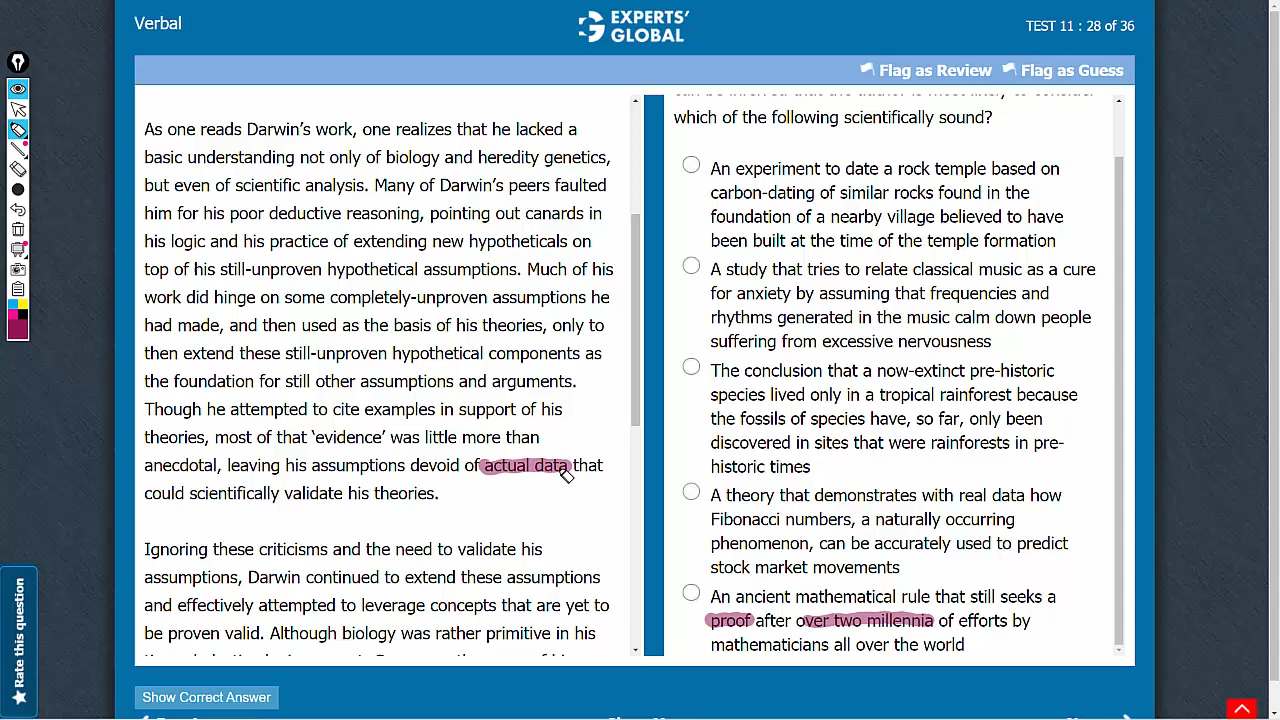 Verbal
EXPERTS'
GLOBAL
TEST 11 : 28 of 36
Flag as Review
Flag as Guess
As one reads Darwin's work, one realizes that he lacked a
basic understanding not only of biology and heredity genetics,
but even of scientific analysis. Many of Darwin's peers faulted
him for his poor deductive reasoning, pointing out canards in
his logic and his practice of extending new hypotheticals on
top of his still-unproven hypothetical assumptions. Much of his
work did hinge on some completely-unproven assumptions he
had made, and then used as the basis of his theories, only to
then extend these still-unproven hypothetical components as
the foundation for still other assumptions and arguments.
Though he attempted to cite examples in support of his
theories, most of that 'evidence' was little more than
anecdotal, leaving his assumptions devoid of actual data that
could scientifically validate his theories.
Ignoring these criticisms and the need to validate his
assumptions, Darwin continued to extend these assumptions
and effectively attempted to leverage concepts that are yet to
be proven valid. Although biology was rather primitive in his
which of the following scientifically sound?
An experiment to date a rock temple based on
carbon-dating of similar rocks found in the
foundation of a nearby village believed to have
been built at the time of the temple formation
A study that tries to relate classical music as a cure
for anxiety by assuming that frequencies and
rhythms generated in the music calm down people
suffering from excessive nervousness
The conclusion that a now-extinct pre-historic
species lived only in a tropical rainforest because
the fossils of species have, so far, only been
discovered in sites that were rainforests in pre-
historic times
A theory that demonstrates with real data how
Fibonacci numbers, a naturally occurring
phenomenon, can be accurately used to predict
stock market movements
An ancient mathematical rule that still seeks a
proof after over two millennia of efforts by
mathematicians all over the world
Rate this question
Show Correct Answer